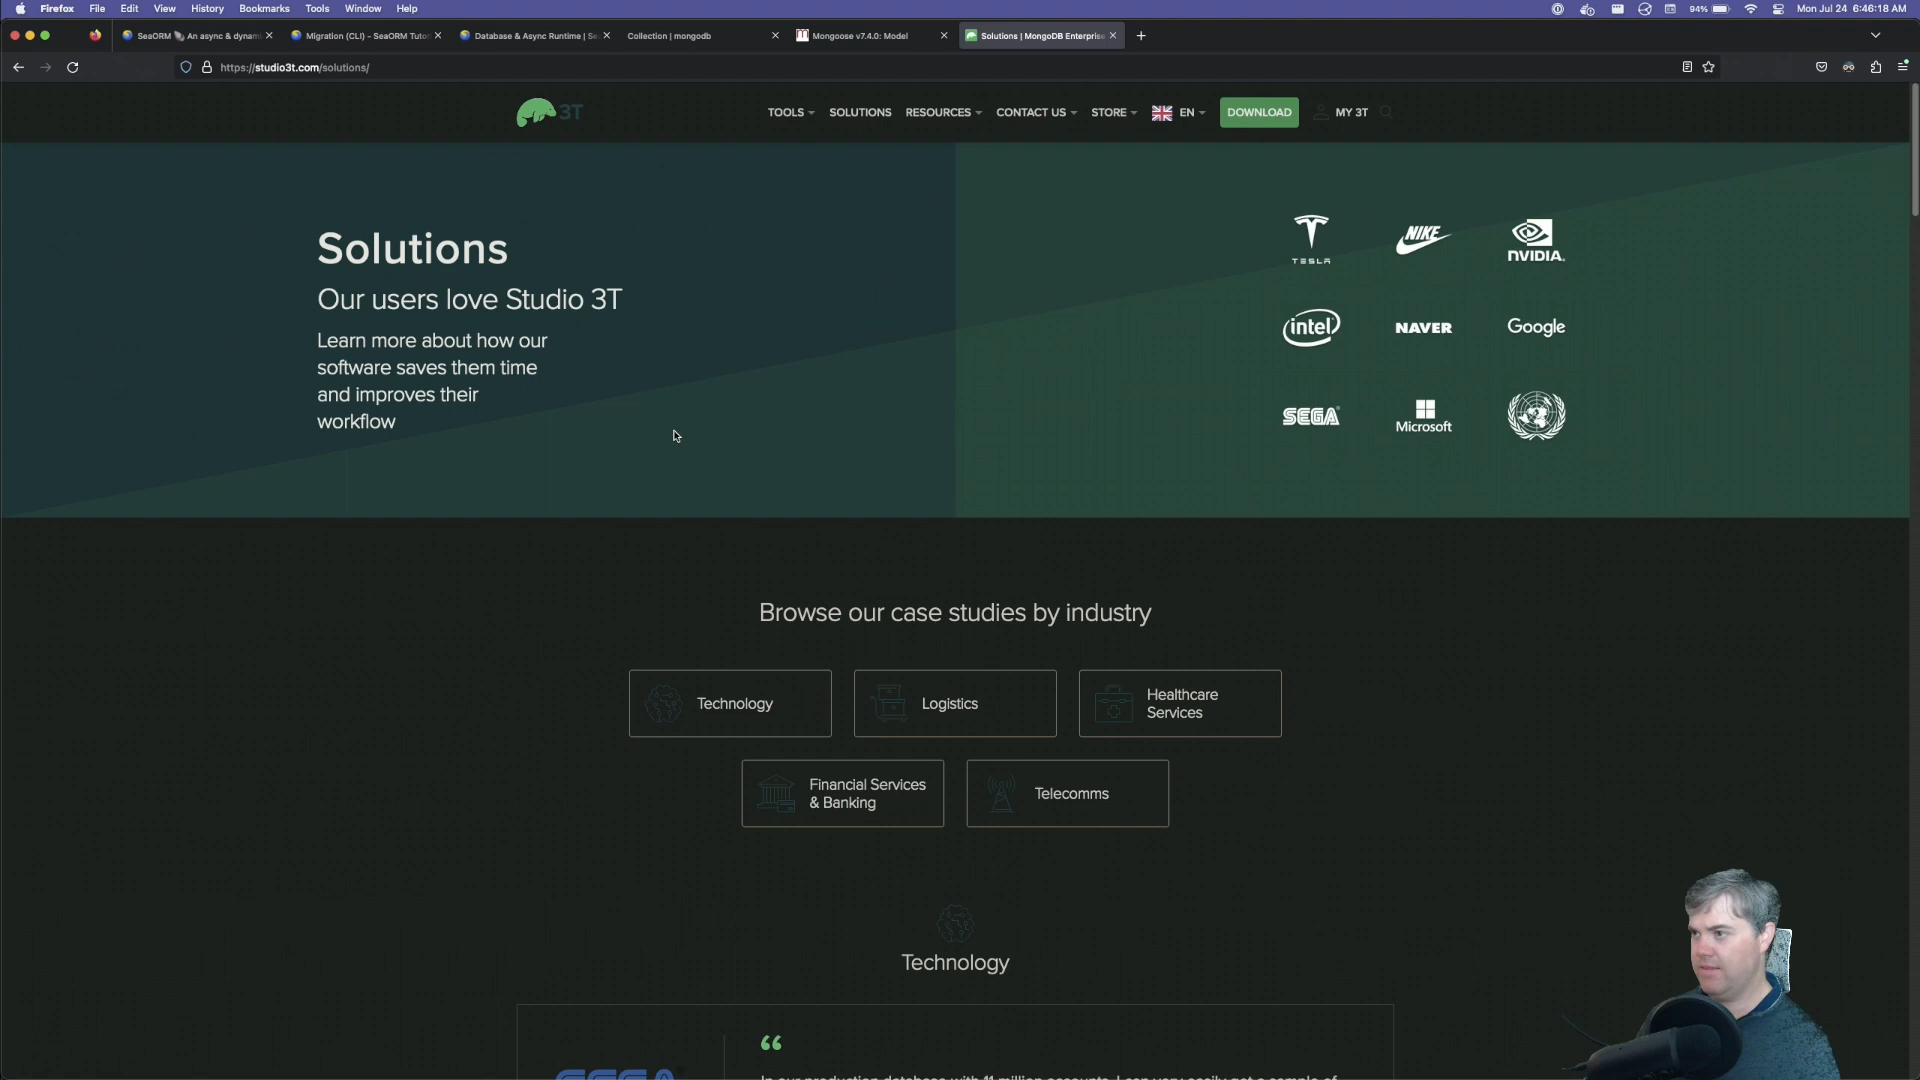 Firefox File Edit View History Bookmarks Tools Window Help
94% Mon Jul 24 6:46:18 AM
SeaORM An async & dynami
Migration (CLI) – SeaORM Tutor
Database & Async Runtime | Se
Collection | mongodb
Mongoose v7.4.0: Model
Solutions | MongoDB Enterprise
https://studio3t.com/solutions/
3T
TOOLS SOLUTIONS RESOURCES CONTACT US STORE EN DOWNLOAD MY 3T
Solutions
Our users love Studio 3T
Learn more about how our
software saves them time
and improves their
workflow
TESLA NIKE NVIDIA
intel NAVER Google
SEGA Microsoft
Browse our case studies by industry
Technology
Logistics
Healthcare
Services
Financial Services
& Banking
Telecomms
Technology
“
SEGA
In our production database with 11 million accounts, I can very easily get a sample of